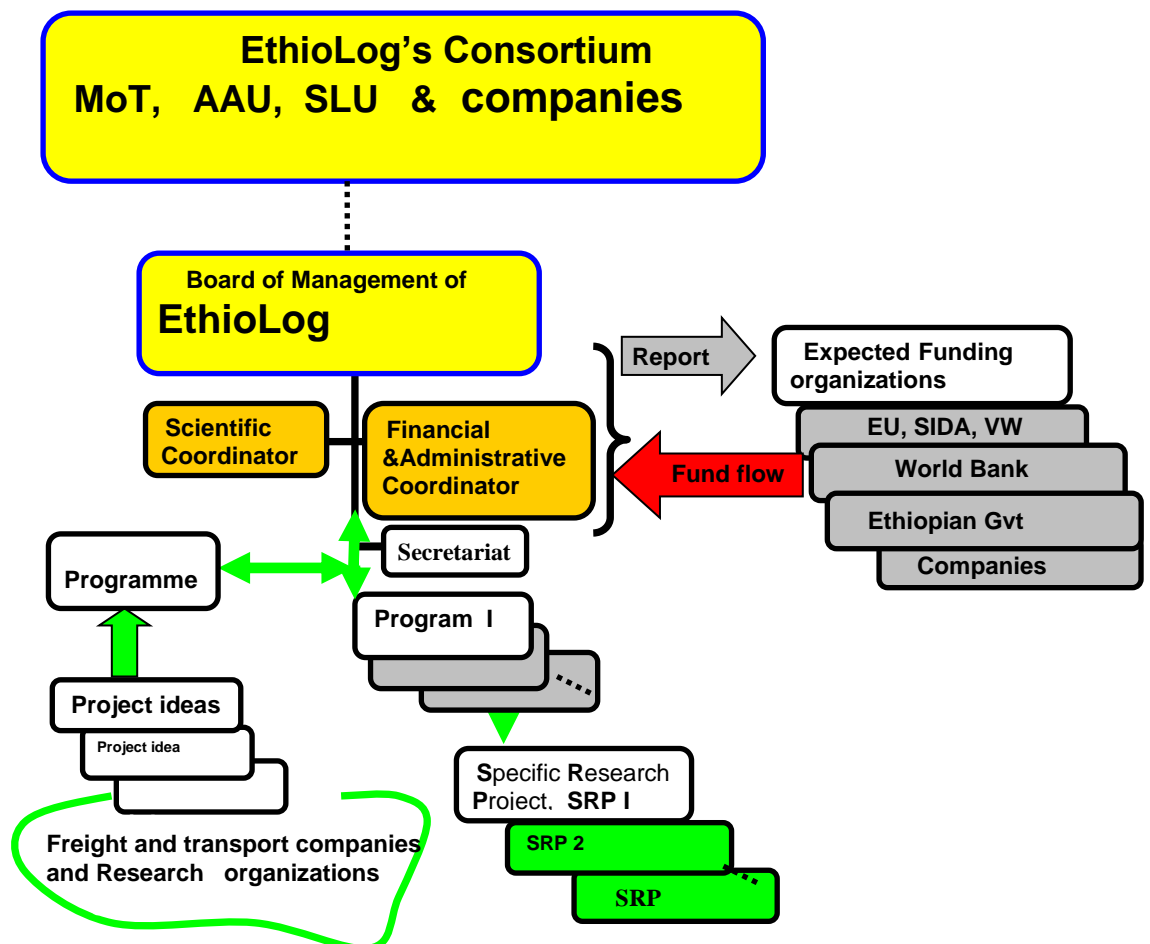 EthioLog's Consortium
MoT, AAU, SLU & companies
Board of Management of
EthioLog
Report
Expected Funding
organizations
EU, SIDA, VW
World Bank
Ethiopian Gvt
Companies
Fund flow
Scientific
Coordinator
Financial
&Administrative
Coordinator
Secretariat
Programme
Program I
Project ideas
Project idea
Freight and transport companies
and Research organizations
Specific Research
Project. SRP I
SRP 2
SRP